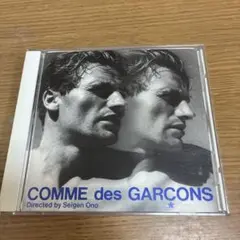 COMME des GARCONS
Directed by Seigen Ono